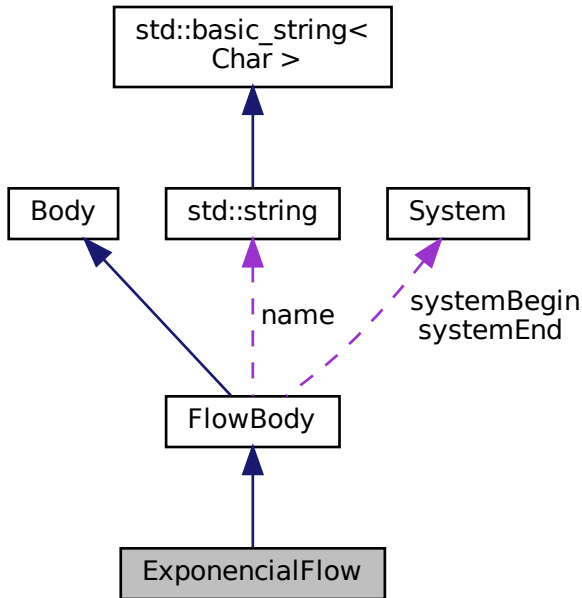 std::basic_string<
Char >
Body
std::string
System
name
systemBegin
systemEnd
FlowBody
ExponencialFlow